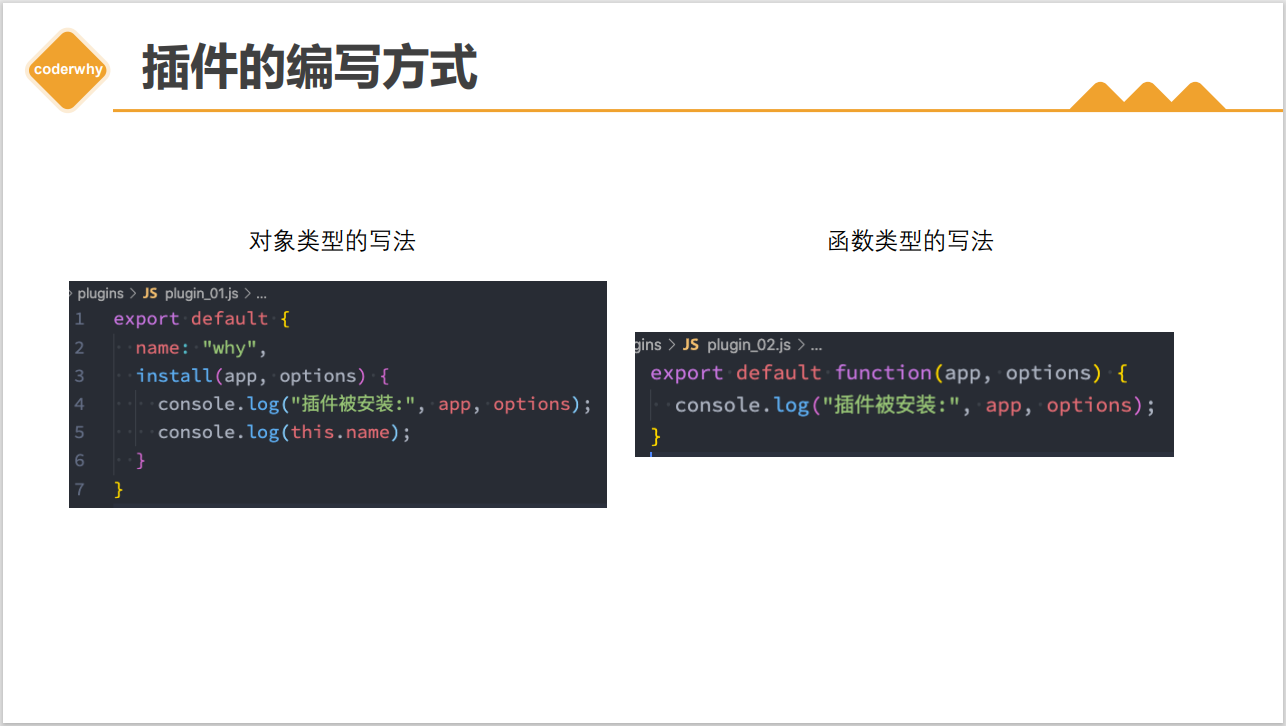 coderwhy
插件的编写方式
对象类型的写法
plugins > JS plugin_01.js > ...
1 export default {
2 name: "why",
3 install(app, options) {
4 console.log("插件被安装:", app, options);
5 console.log(this.name);
6 }
7 }
函数类型的写法
gins > JS plugin_02.js > ...
export default function(app, options) {
console.log("插件被安装:", app, options);
}